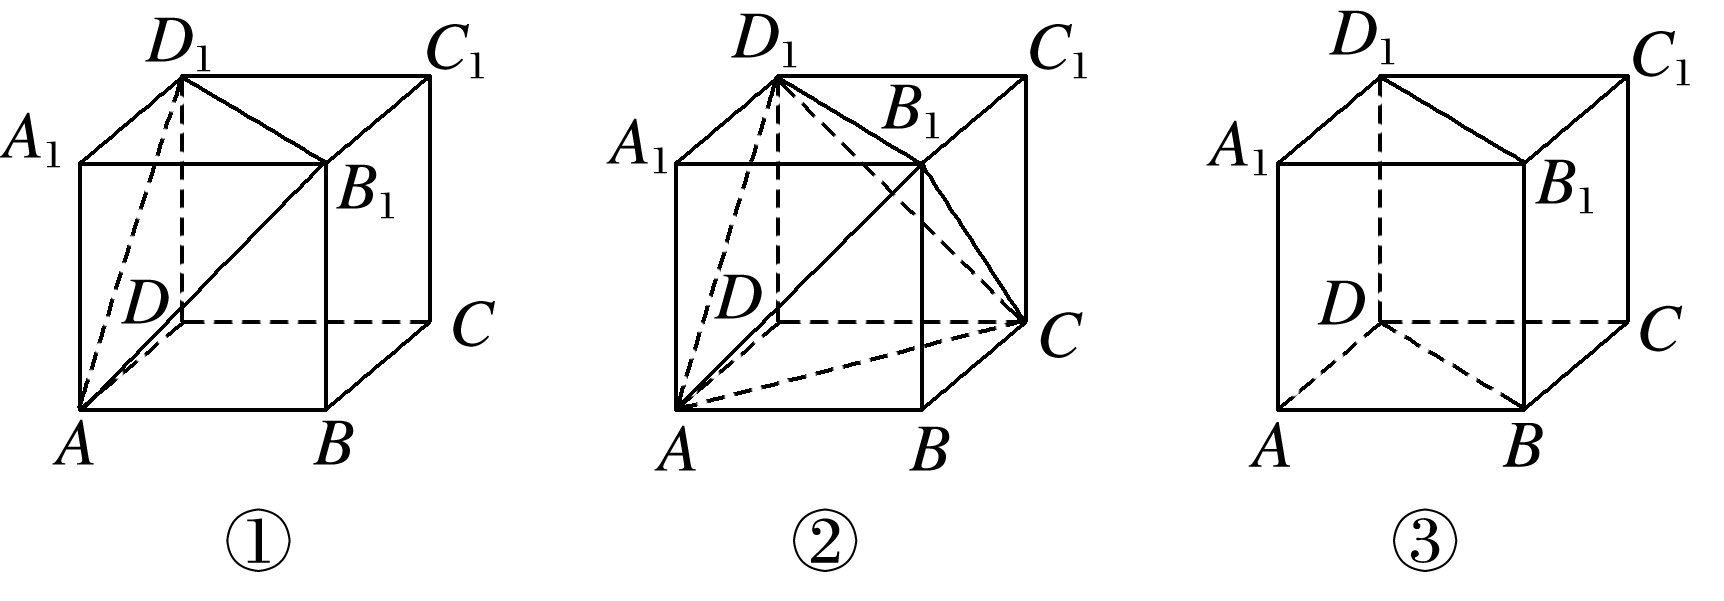 D₁ C₁ D₁ C₁ D₁ C₁
A₁ B₁ A₁ B₁ A₁ B₁
D C D C D C
A B A B A B
① ② ③